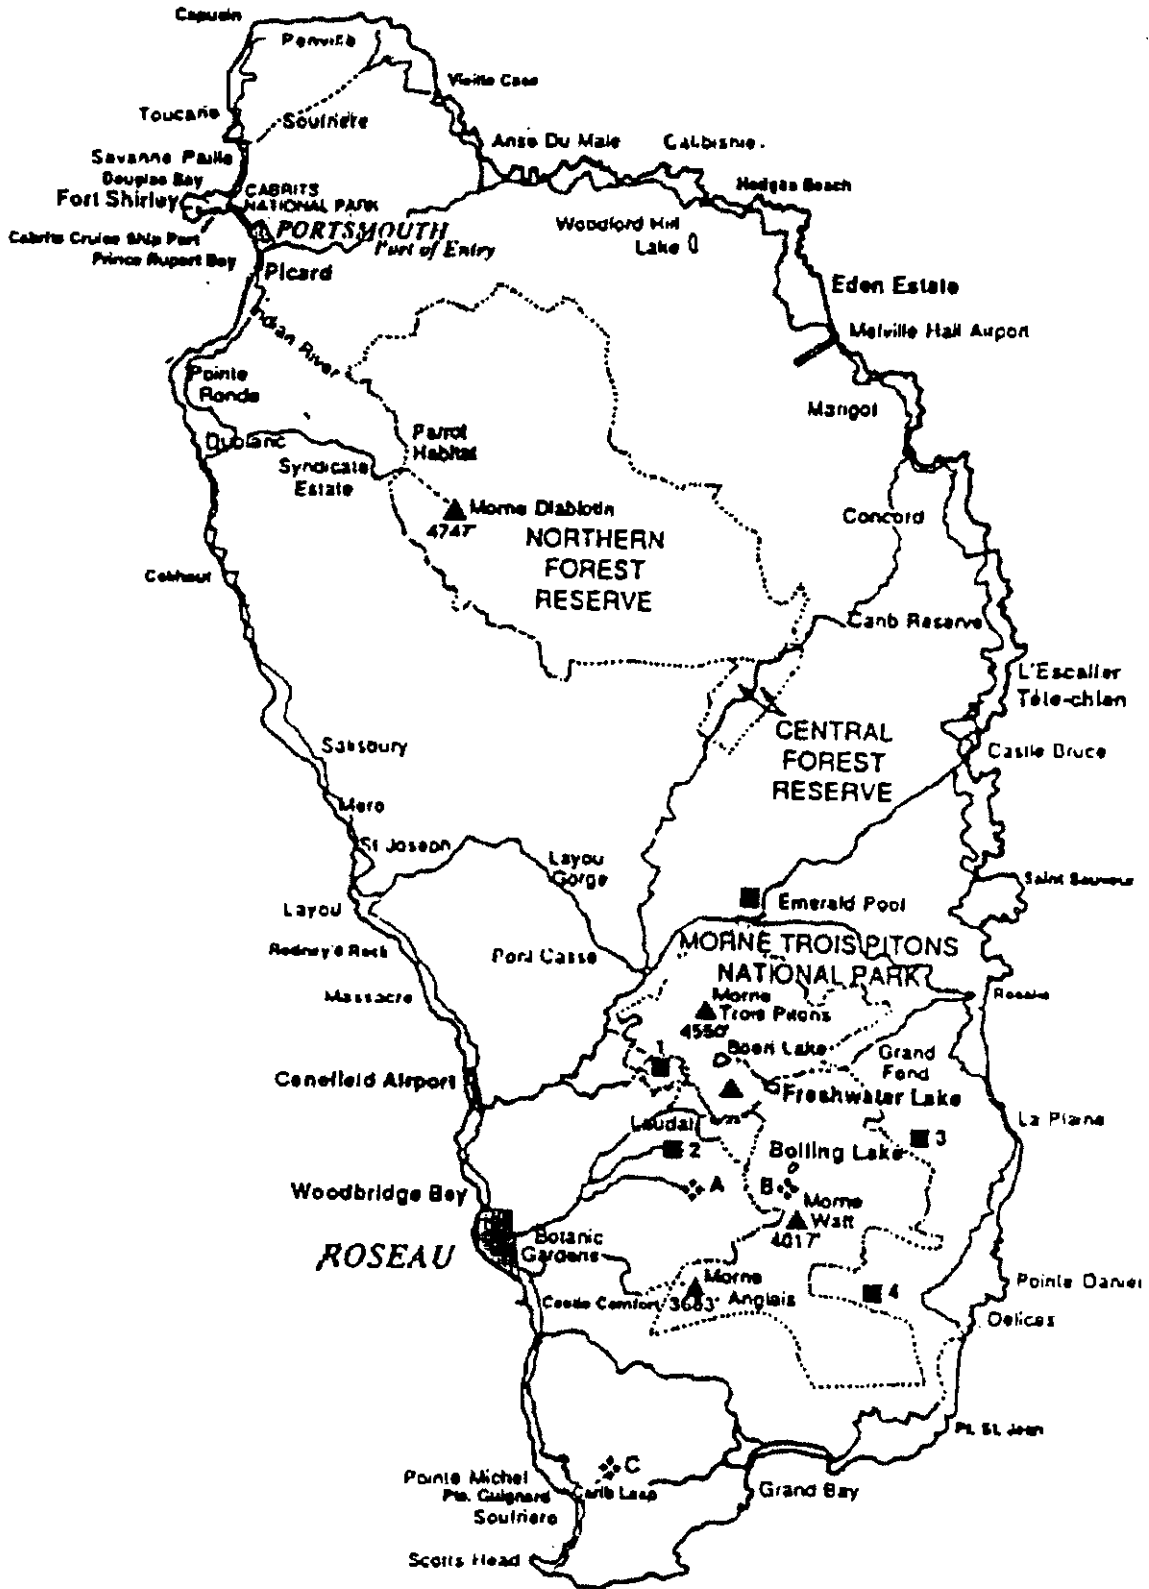 Capucin
Penville
Vieille Case
Toucarie
Soufriere
Anse Du Male
Calibishie
Hodges Beach
Savanne Paille
Douglas Bay
Fort Shirley
CABRITS
NATIONAL PARK
Woodford Hill
Lake
PORTSMOUTH
Port of Entry
Cabrits Cruise Ship Port
Prince Rupert Bay
Picard
Eden Estate
Indian River
Melville Hall Airport
Pointe
Ronde
Marigot
Dublanc
Parrot
Habitat
Syndicate
Estate
Morne Diablotin
4747'
Concord
NORTHERN
FOREST
RESERVE
Colihaut
Carib Reserve
L'Escalier
Tête-chien
CENTRAL
FOREST
RESERVE
Salisbury
Castle Bruce
Mero
St Joseph
Layou
Gorge
Saint Sauveur
Emerald Pool
Layou
Rodney's Rock
Pont Casse
MORNE TROIS PITONS
NATIONAL PARK
Massacre
Morne
Trois Pitons
4550'
Rosalie
Boeri Lake
Grand
Fond
1
Canefield Airport
Freshwater Lake
La Plaine
Laudat
3
2
Boiling Lake
A
B
Woodbridge Bay
Morne
Watt
4017'
ROSEAU
Botanic
Gardens
Morne
Anglais
3683'
4
Pointe Daniel
Castle Comfort
Delices
Pt. St. Jean
C
Pointe Michel
Pte. Guignard
Carib Leap
Grand Bay
Soufriere
Scotts Head